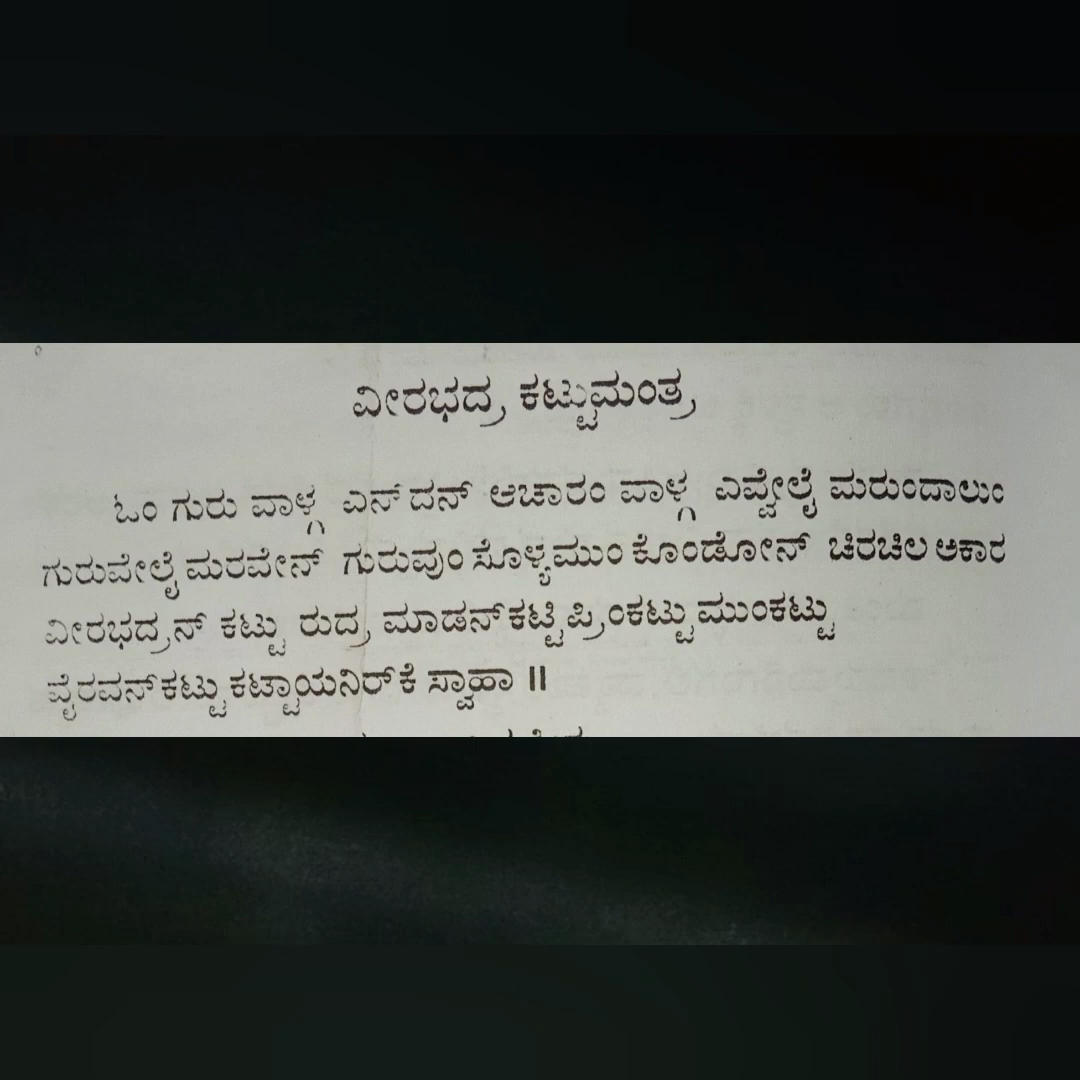 ವೀರಭದ್ರ ಕಟ್ಟುಮಂತ್ರ
ಓಂ ಗುರು ವಾಳ್ಗ ಎನ್‌ದನ್ ಆಚಾರಂ ವಾಳ್ಗ ಎವ್ವೇಲೈ ಮರುಂದಾಲುಂ
ಗುರುವೇಲೈ ಮರವೇನ್ ಗುರುವುಂ ಸೊಳ್ಯಮುಂ ಕೊಂಡೋನ್ ಚಿರಚಿಲ ಅಕಾರ
ವೀರಭದ್ರನ್ ಕಟ್ಟು ರುದ್ರ ಮಾಡನ್‌ಕಟ್ಟಿ ಪ್ರಿಂಕಟ್ಟು ಮುಂಕಟ್ಟು
ವೈರವನ್‌ಕಟ್ಟು ಕಟ್ಟಾಯನಿರ್‌ಕೆ ಸ್ವಾಹಾ ॥